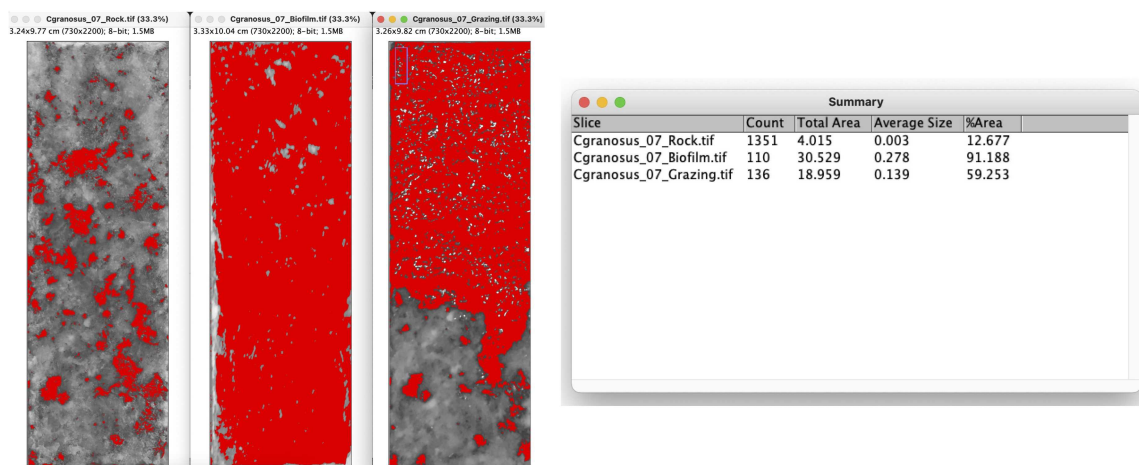 Cgranosus_07_Rock.tif (33.3%)
3.24x9.77 cm (730x2200); 8-bit; 1.5MB
Cgranosus_07_Biofilm.tif (33.3%)
3.33x10.04 cm (730x2200); 8-bit; 1.5MB
Cgranosus_07_Grazing.tif (33.3%)
3.26x9.82 cm (730x2200); 8-bit; 1.5MB
Summary
Slice Count Total Area Average Size %Area
Cgranosus_07_Rock.tif 1351 4.015 0.003 12.677
Cgranosus_07_Biofilm.tif 110 30.529 0.278 91.188
Cgranosus_07_Grazing.tif 136 18.959 0.139 59.253